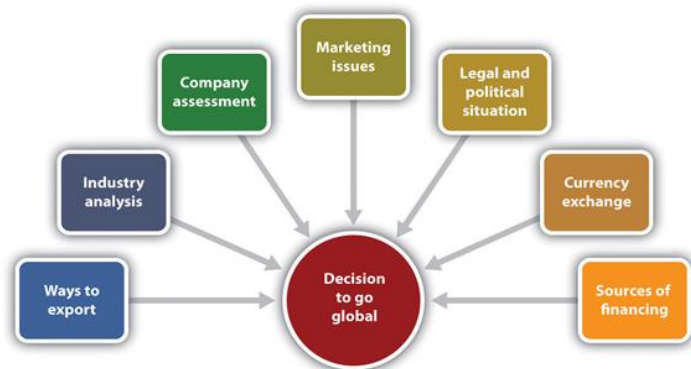 Marketing
issues
Company
assessment
Legal and
political
situation
Industry
analysis
Currency
exchange
Ways to
export
Decision
to go
global
Sources of
financing